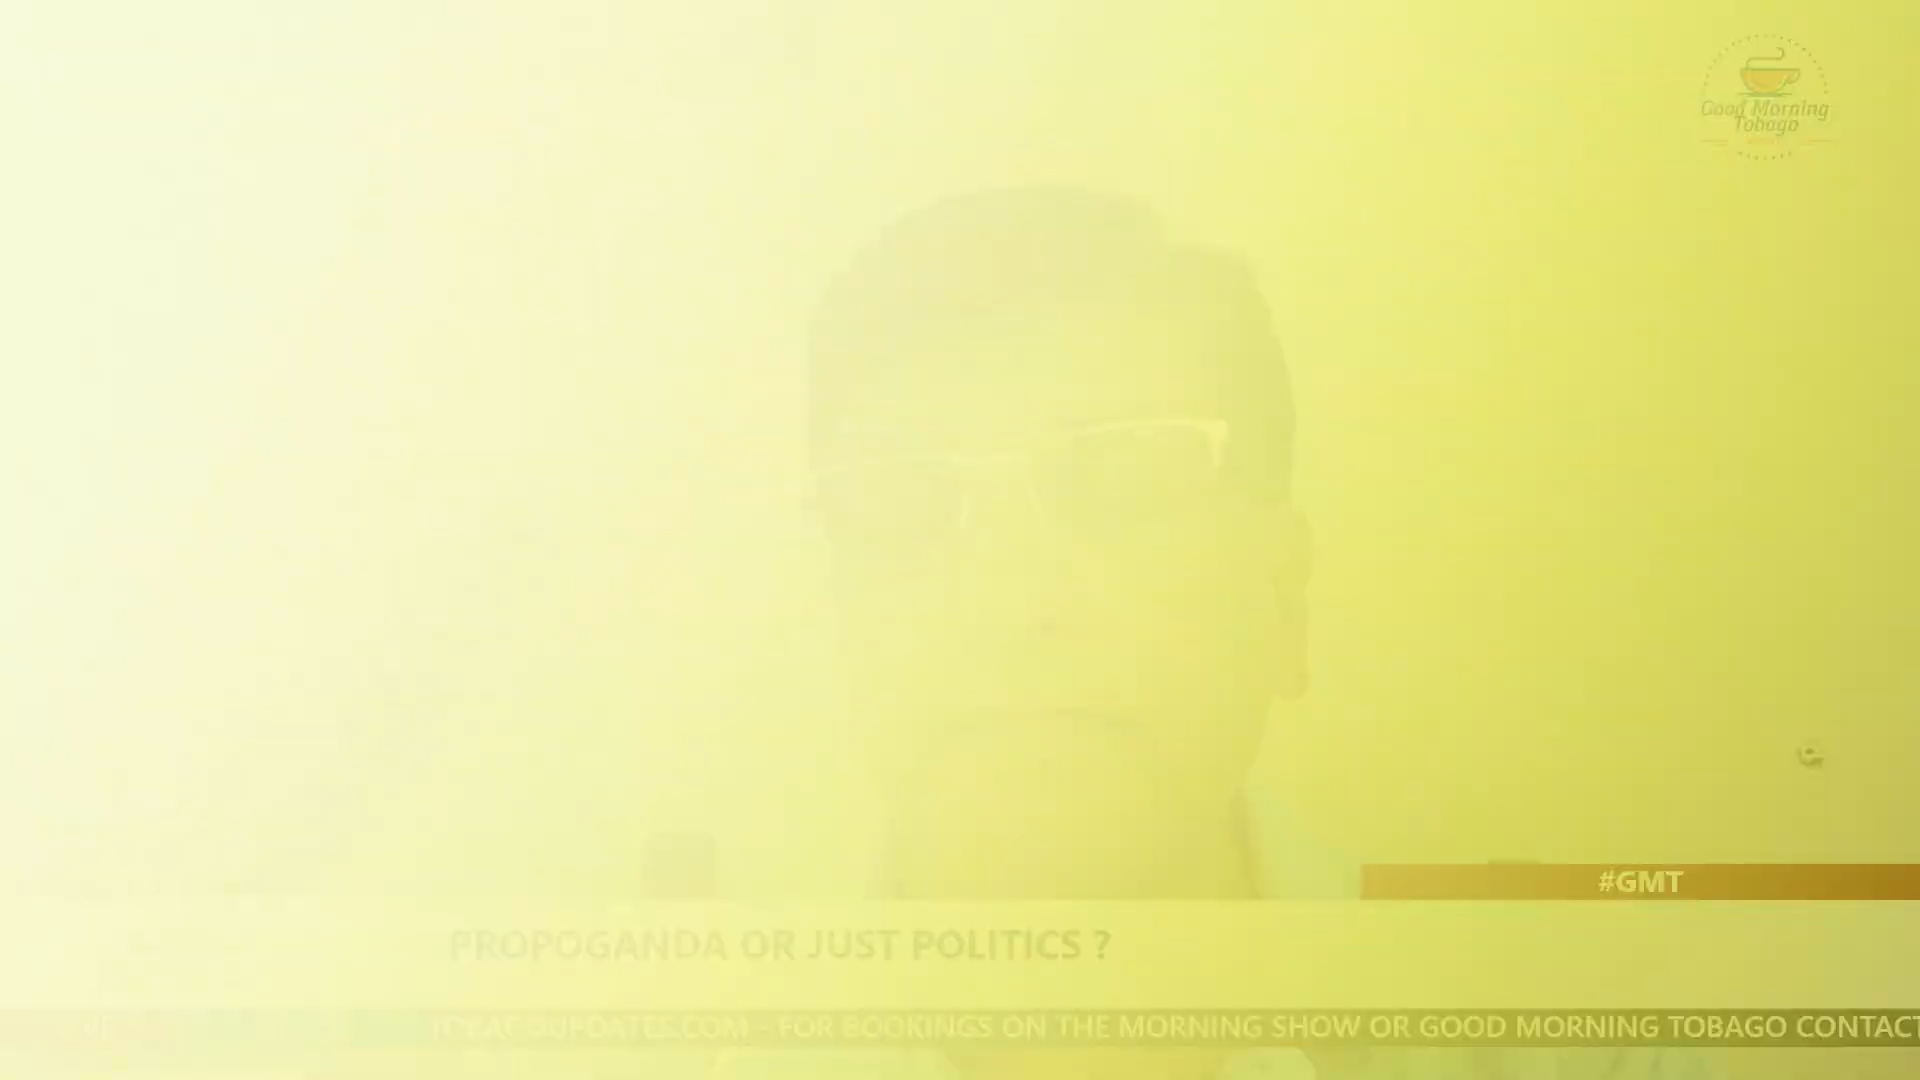 Good Morning
Tobago
#GMT
PROPOGANDA OR JUST POLITICS ?
FOR BOOKINGS ON THE MORNING SHOW OR GOOD MORNING TOBAGO CONTACT